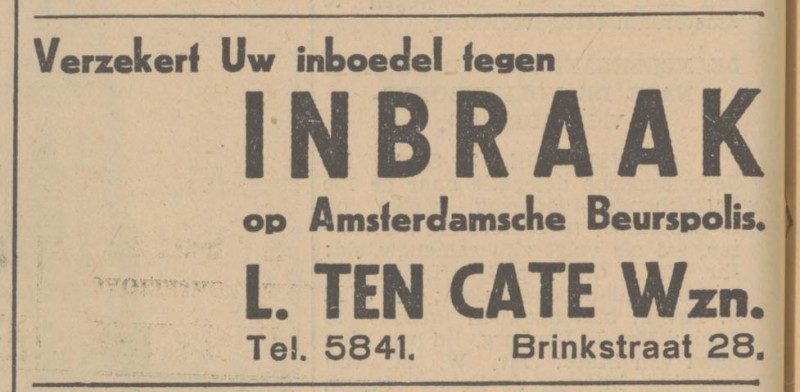 Verzekert Uw inboedel tegen
INBRAAK
op Amsterdamsche Beurspolis.
L. TEN CATE Wzn.
Tel. 5841. Brinkstraat 28.